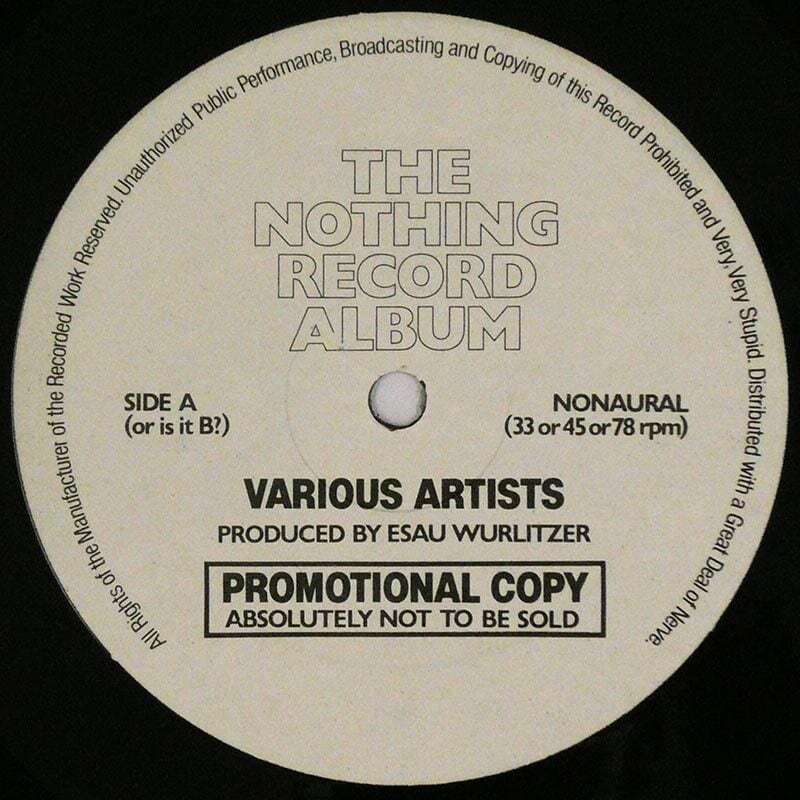 All Rights of the Manufacturer of the Recorded Work Reserved. Unauthorized Public Performance, Broadcasting and Copying of this Record Prohibited and Very, Very Stupid. Distributed with a Great Deal of Nerve.
THE
NOTHING
RECORD
ALBUM
SIDE A
(or is it B?)
NONAURAL
(33 or 45 or 78 rpm)
VARIOUS ARTISTS
PRODUCED BY ESAU WURLITZER
PROMOTIONAL COPY
ABSOLUTELY NOT TO BE SOLD